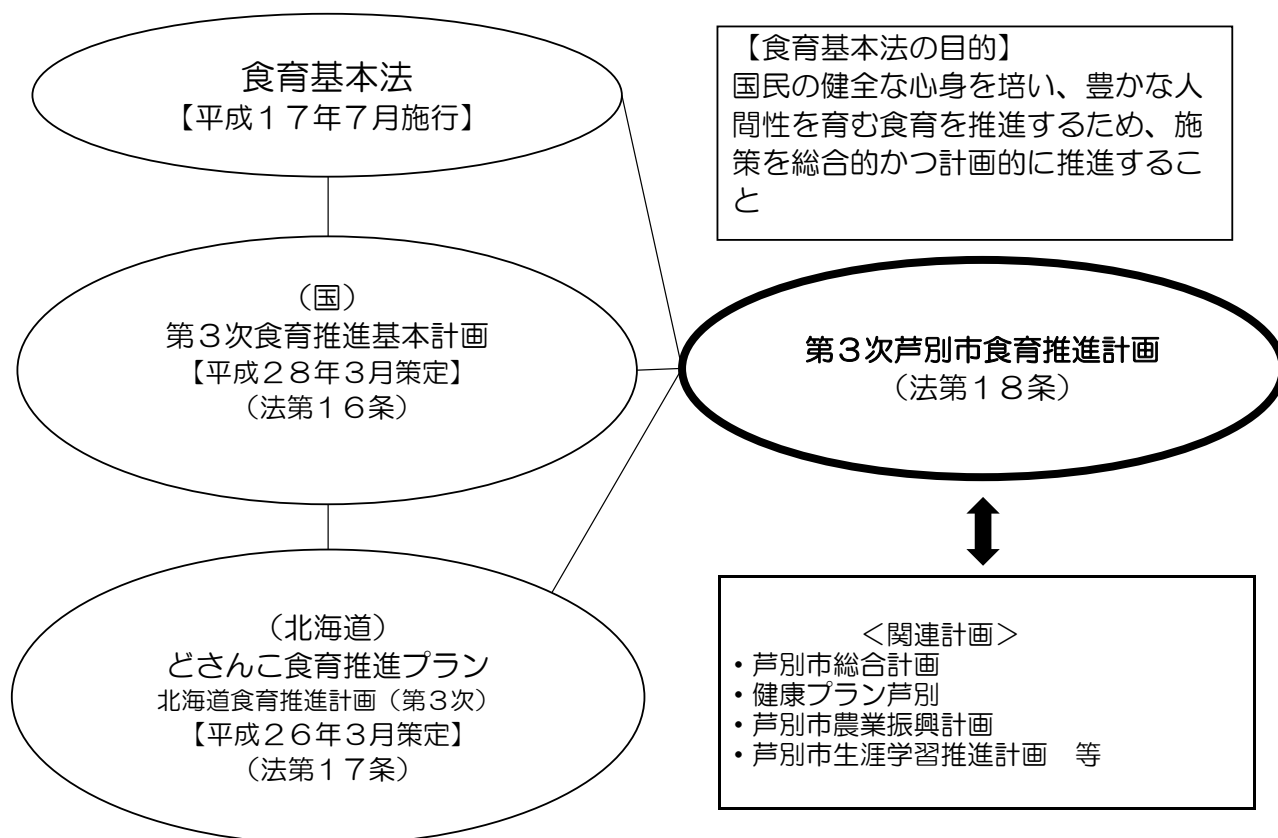 食育基本法
【平成１７年７月施行】
【食育基本法の目的】
国民の健全な心身を培い、豊かな人
間性を育む食育を推進するため、施
策を総合的かつ計画的に推進するこ
と
（国）
第３次食育推進基本計画
【平成２８年３月策定】
（法第１６条）
第３次芦別市食育推進計画
（法第１８条）
（北海道）
どさんこ食育推進プラン
北海道食育推進計画（第３次）
【平成２６年３月策定】
（法第１７条）
＜関連計画＞
・芦別市総合計画
・健康プラン芦別
・芦別市農業振興計画
・芦別市生涯学習推進計画　等